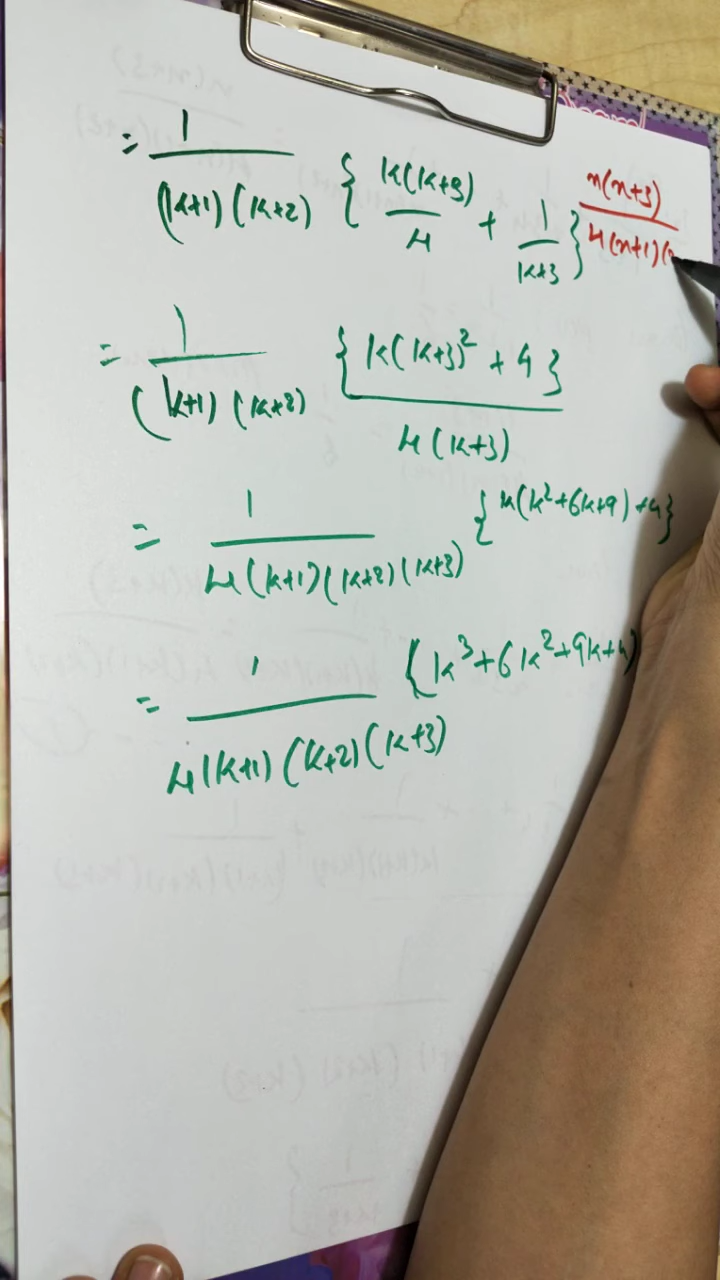 = 1/((k+1)(k+2)) { k(k+3)/4 + 1/(k+3) }
n(n+3)/4(n+1)(
= 1/((k+1)(k+2)) {k(k+3)² + 4}/4(k+3)
= 1/(4(k+1)(k+2)(k+3)) {k(k²+6k+9)+4}
= 1/(4(k+1)(k+2)(k+3)) {k³+6k²+9k+4